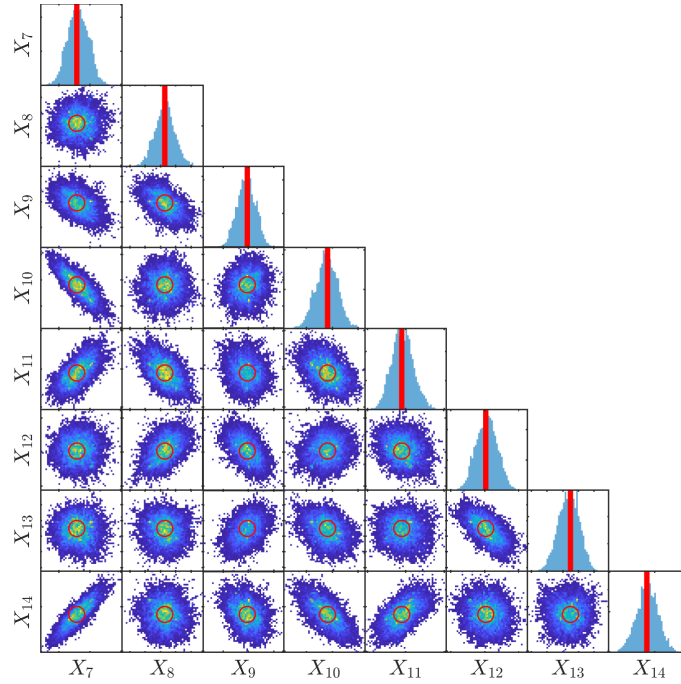 X₇
X₈
X₉
X₁₀
X₁₁
X₁₂
X₁₃
X₁₄
X₇ X₈ X₉ X₁₀ X₁₁ X₁₂ X₁₃ X₁₄